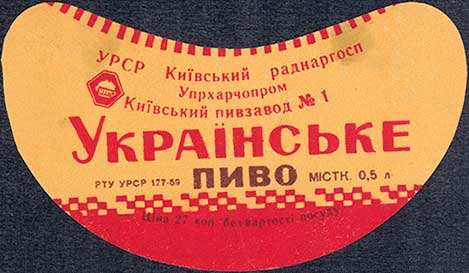 УРСР Київський раднаргосп
Упрхарчопром
Київський пивзавод № 1
УКРАЇНСЬКЕ
РТУ УРСР 177-59 ПИВО МІСТК. 0,5 л
Ціна 27 коп. без вартості посуду